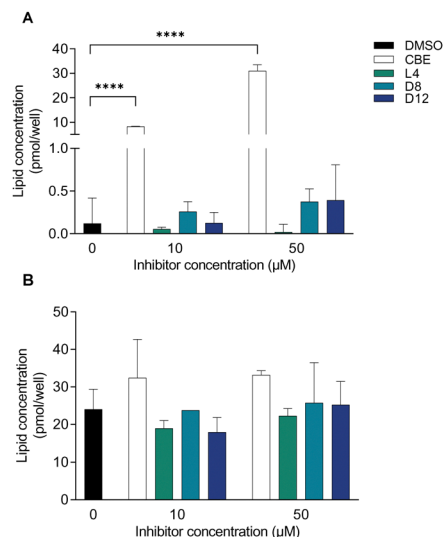 A
****
****
DMSO
CBE
L4
D8
D12
Lipid concentration
(pmol/well)
40
30
20
10
1.0
0.5
0.0
0
10
50
Inhibitor concentration (µM)
B
Lipid concentration
(pmol/well)
50
40
30
20
10
0
0
10
50
Inhibitor concentration (µM)